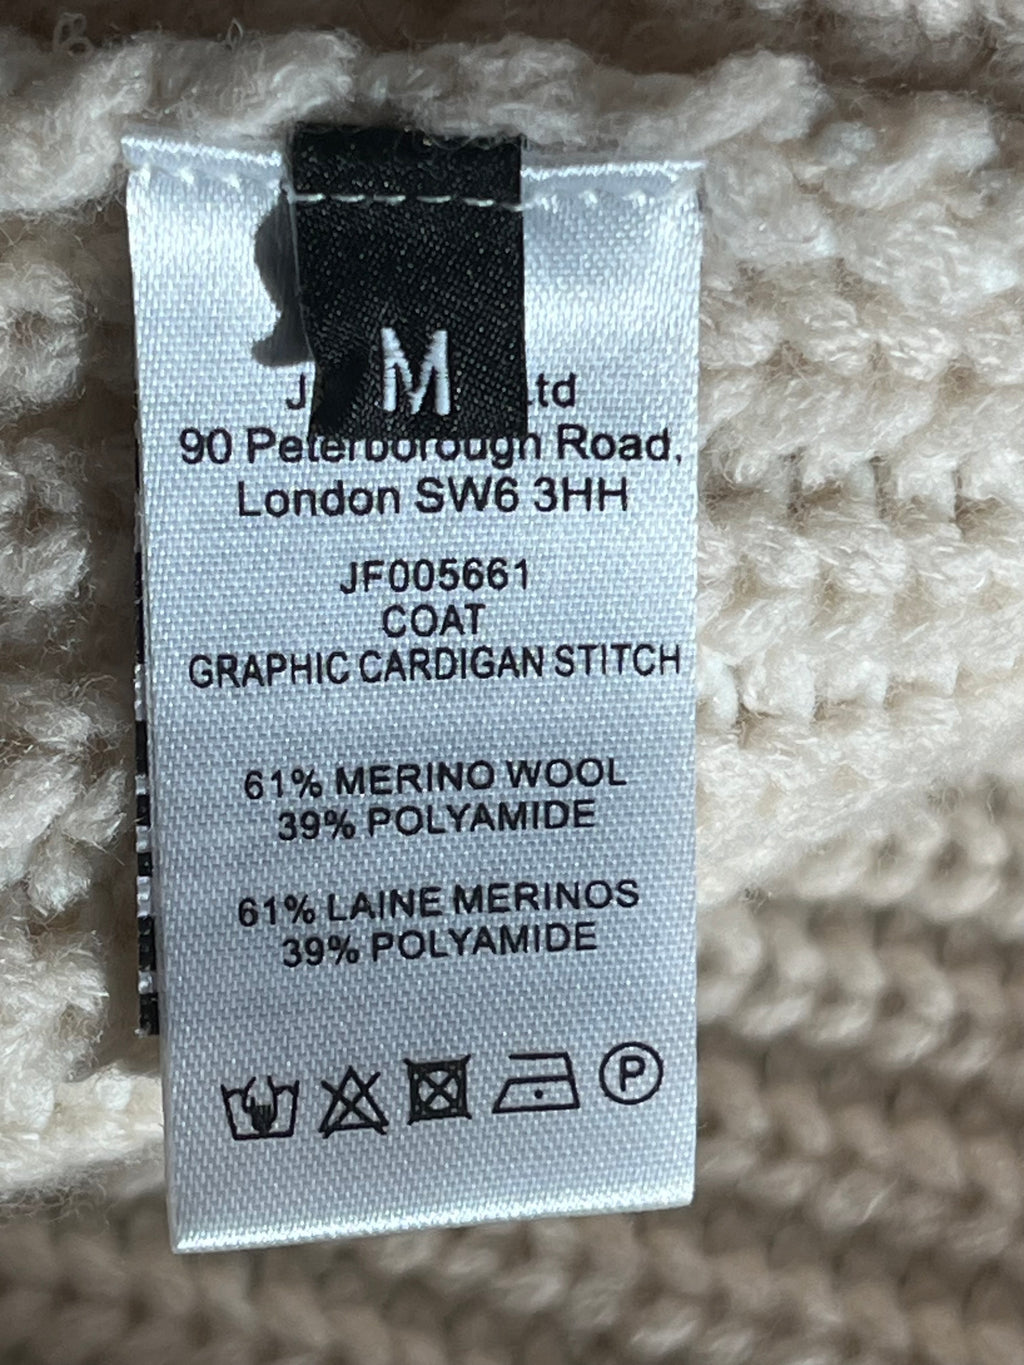 M
90 Peterborough Road,
London SW6 3HH
JF005661
COAT
GRAPHIC CARDIGAN STITCH
61% MERINO WOOL
39% POLYAMIDE
61% LAINE MERINOS
39% POLYAMIDE
P